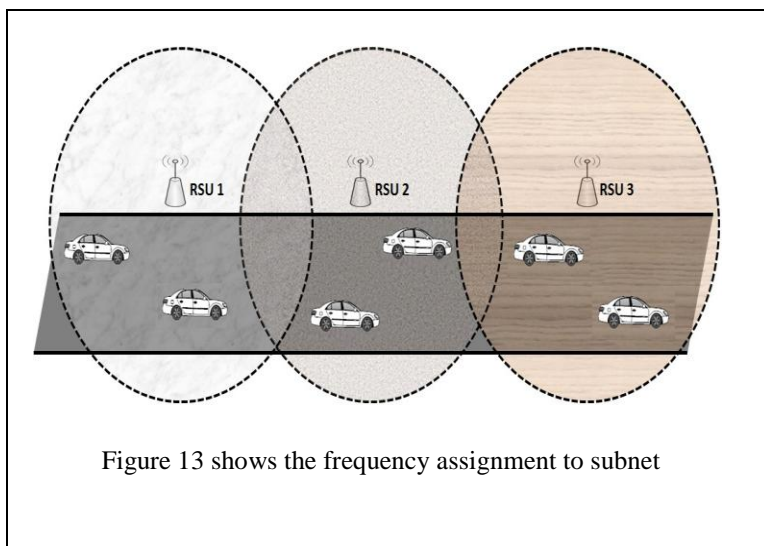 RSU 1
RSU 2
RSU 3
Figure 13 shows the frequency assignment to subnet